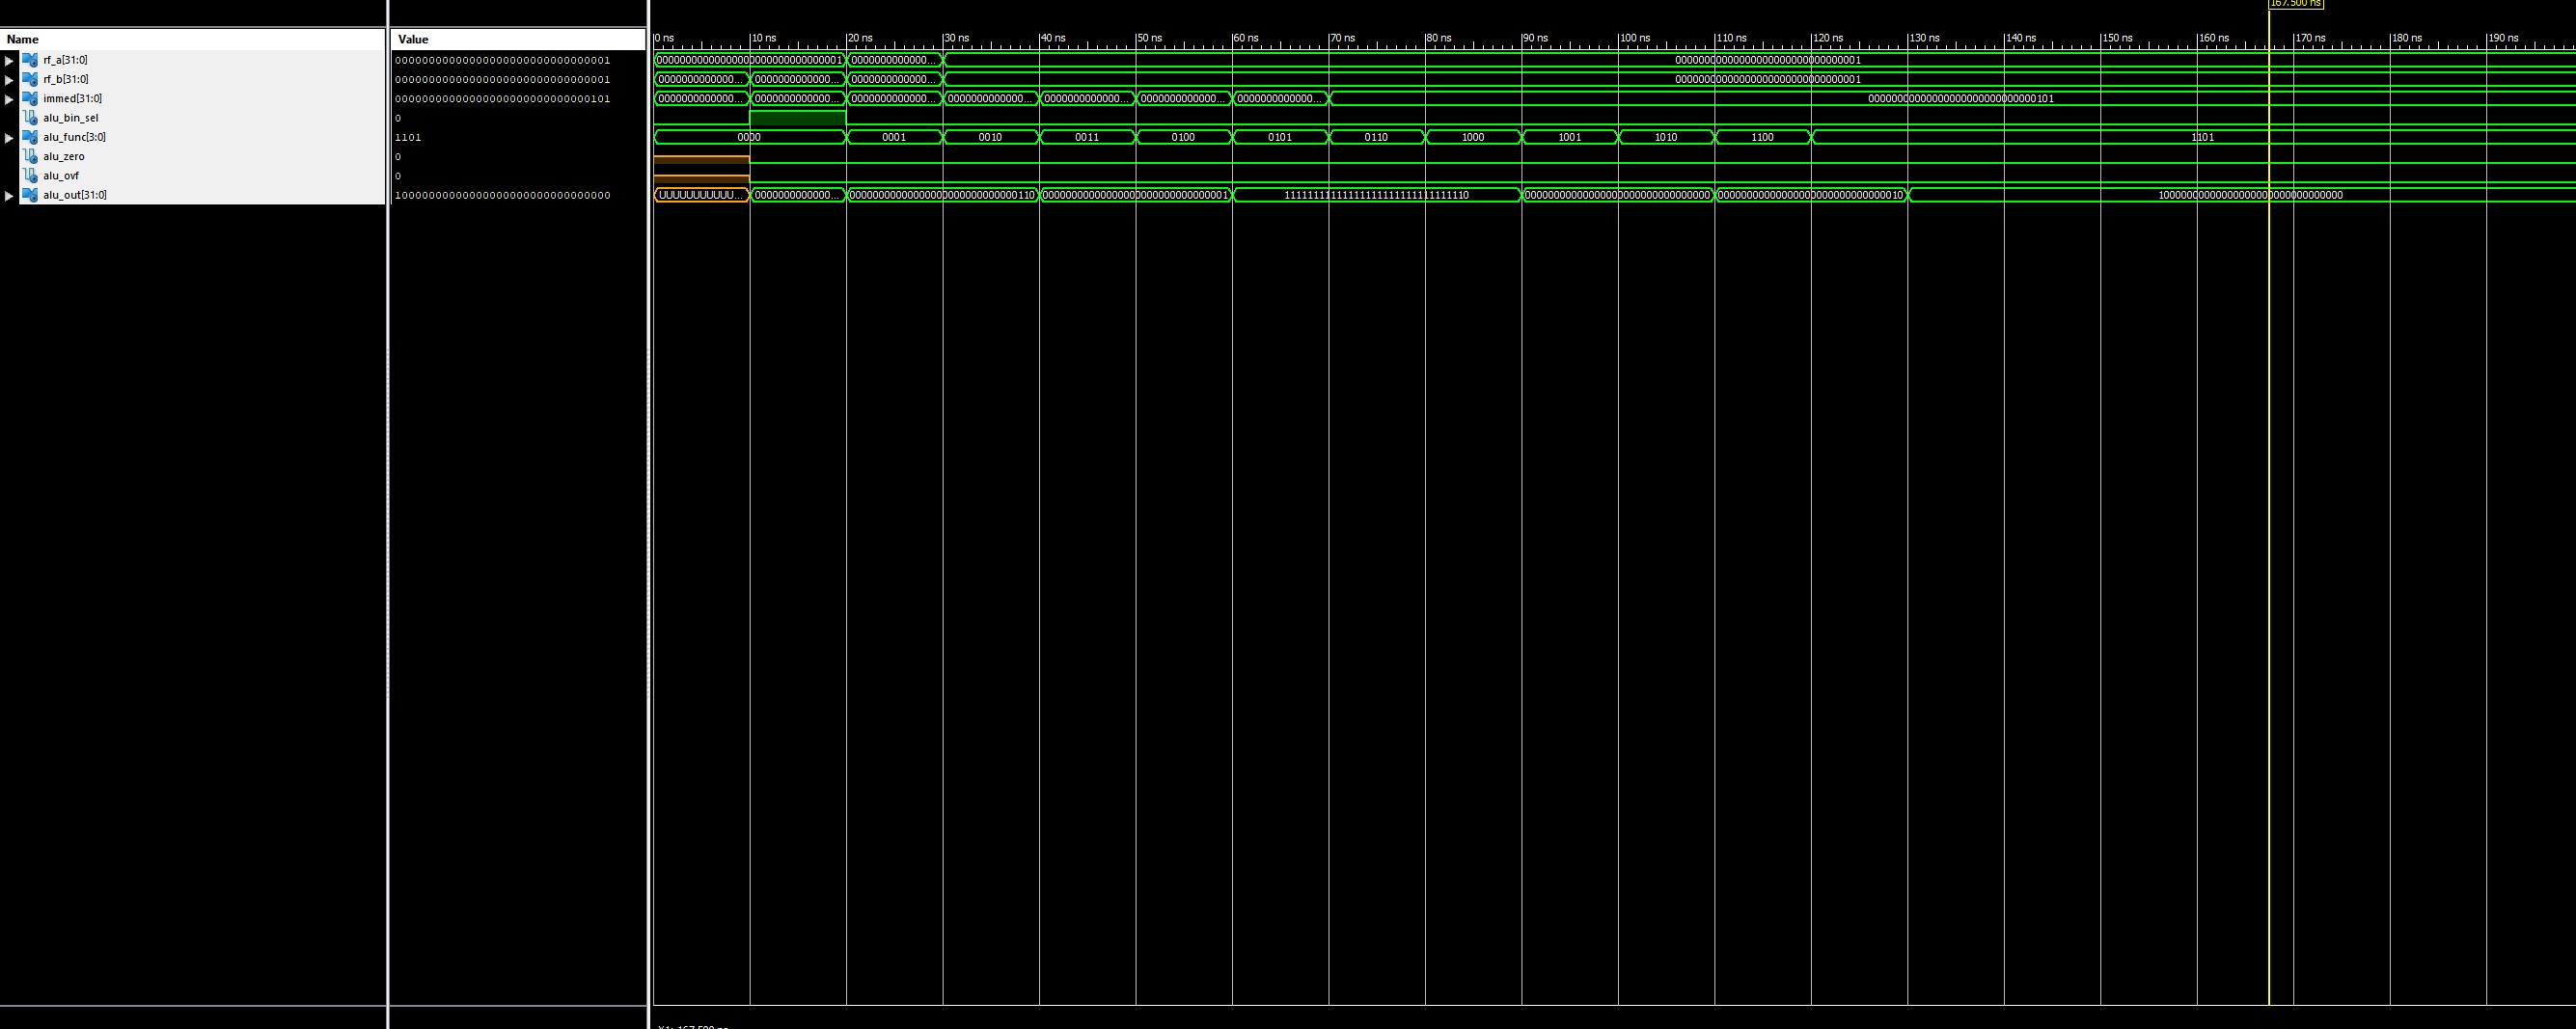 167.500 ns
Name Value 0 ns 10 ns 20 ns 30 ns 40 ns 50 ns 60 ns 70 ns 80 ns 90 ns 100 ns 110 ns 120 ns 130 ns 140 ns 150 ns 160 ns 170 ns 180 ns 190 ns
rf_a[31:0] 00000000000000000000000000000001 00000000000000000000000000000001 0000000000000... 00000000000000000000000000000001
rf_b[31:0] 00000000000000000000000000000001 0000000000000... 0000000000000... 0000000000000... 00000000000000000000000000000001
immed[31:0] 00000000000000000000000000000101 0000000000000... 0000000000000... 0000000000000... 0000000000000... 0000000000000... 0000000000000... 0000000000000... 00000000000000000000000000000101
alu_bin_sel 0
alu_func[3:0] 1101 0000 0001 0010 0011 0100 0101 0110 1000 1001 1010 1100 1101
alu_zero 0
alu_ovf 0
alu_out[31:0] 10000000000000000000000000000000 UUUUUUUUUUU... 0000000000000... 00000000000000000000000000000110 00000000000000000000000000000001 11111111111111111111111111111110 00000000000000000000000000000000 00000000000000000000000000000010 10000000000000000000000000000000
X1: 167.500 ns